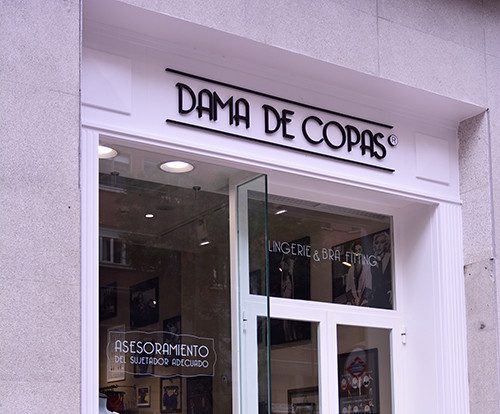 DAMA DE COPAS®
LINGERIE & BRA FITTING
ASESORAMIENTO
DEL SUJETADOR ADECUADO